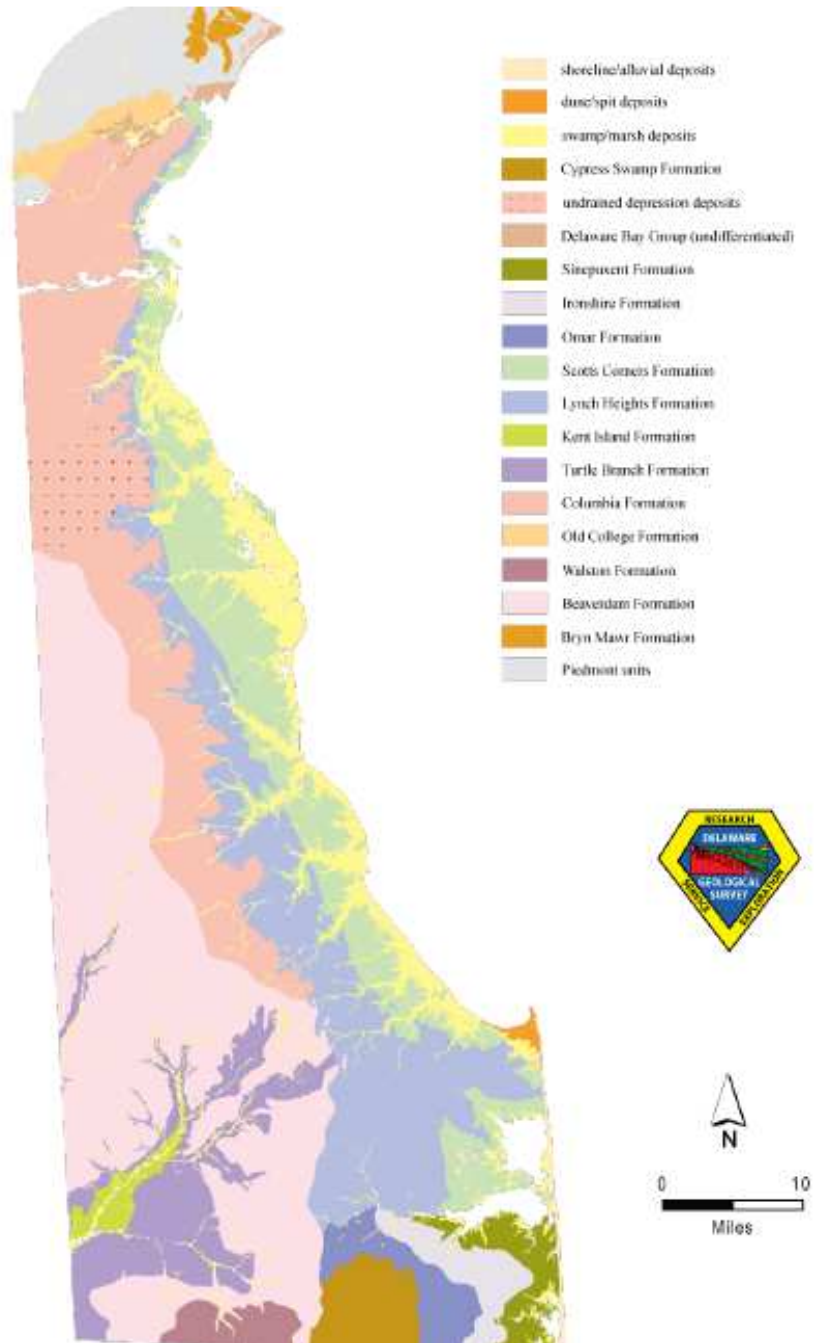 shoreline/alluvial deposits
dune/spit deposits
swamp/marsh deposits
Cypress Swamp Formation
undrained depression deposits
Delaware Bay Group (undifferentiated)
Sinepuxent Formation
Ironshire Formation
Omar Formation
Scotts Corners Formation
Lynch Heights Formation
Kent Island Formation
Turtle Branch Formation
Columbia Formation
Old College Formation
Walston Formation
Beaverdam Formation
Bryn Mawr Formation
Piedmont units
RESEARCH
DELAWARE
GEOLOGICAL
SURVEY
SERVICE
EXPLORATION
N
0 10
Miles